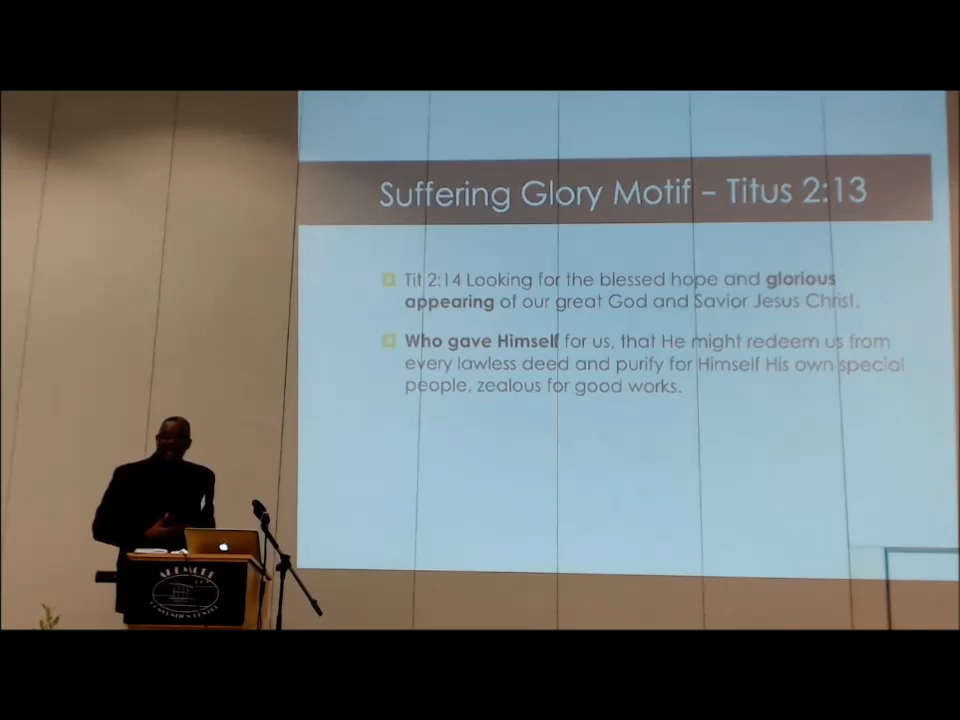 Suffering Glory Motif – Titus 2:13
Tit 2:14 Looking for the blessed hope and glorious
appearing of our great God and Savior Jesus Christ.
Who gave Himself for us, that He might redeem us from
every lawless deed and purify for Himself His own special
people, zealous for good works.
CONVENTION CENTER